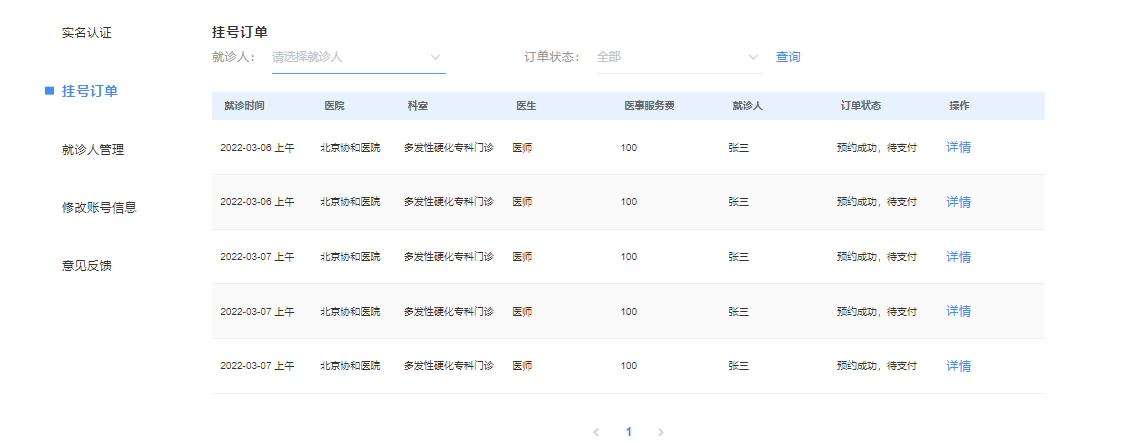 实名认证
挂号订单
就诊人管理
修改账号信息
意见反馈
挂号订单
就诊人： 请选择就诊人 订单状态： 全部 查询
就诊时间 医院 科室 医生 医事服务费 就诊人 订单状态 操作
2022-03-06 上午 北京协和医院 多发性硬化专科门诊 医师 100 张三 预约成功，待支付 详情
2022-03-06 上午 北京协和医院 多发性硬化专科门诊 医师 100 张三 预约成功，待支付 详情
2022-03-07 上午 北京协和医院 多发性硬化专科门诊 医师 100 张三 预约成功，待支付 详情
2022-03-07 上午 北京协和医院 多发性硬化专科门诊 医师 100 张三 预约成功，待支付 详情
2022-03-07 上午 北京协和医院 多发性硬化专科门诊 医师 100 张三 预约成功，待支付 详情
1